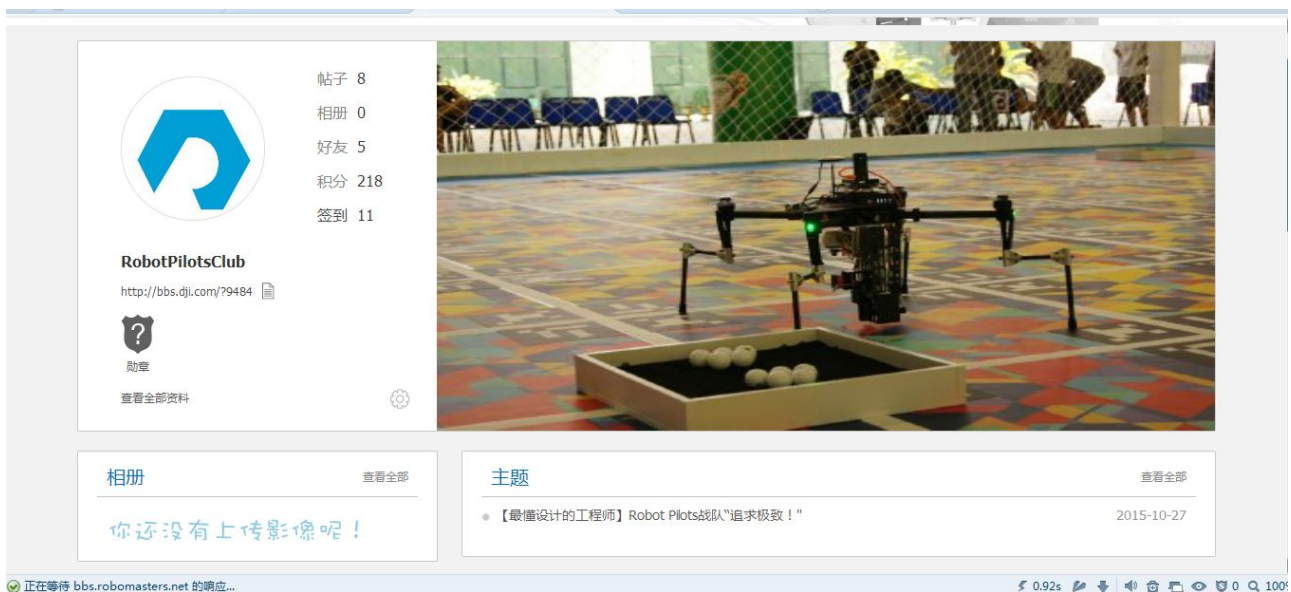 帖子 8
相册 0
好友 5
积分 218
签到 11
RobotPilotsClub
http://bbs.dji.com/?9484
?
勋章
查看全部资料
相册 查看全部
你还没有上传影像呢！
主题 查看全部
【最懂设计的工程师】Robot Pilots战队"追求极致！" 2015-10-27
正在等待 bbs.robomasters.net 的响应... 0.92s 0 100%